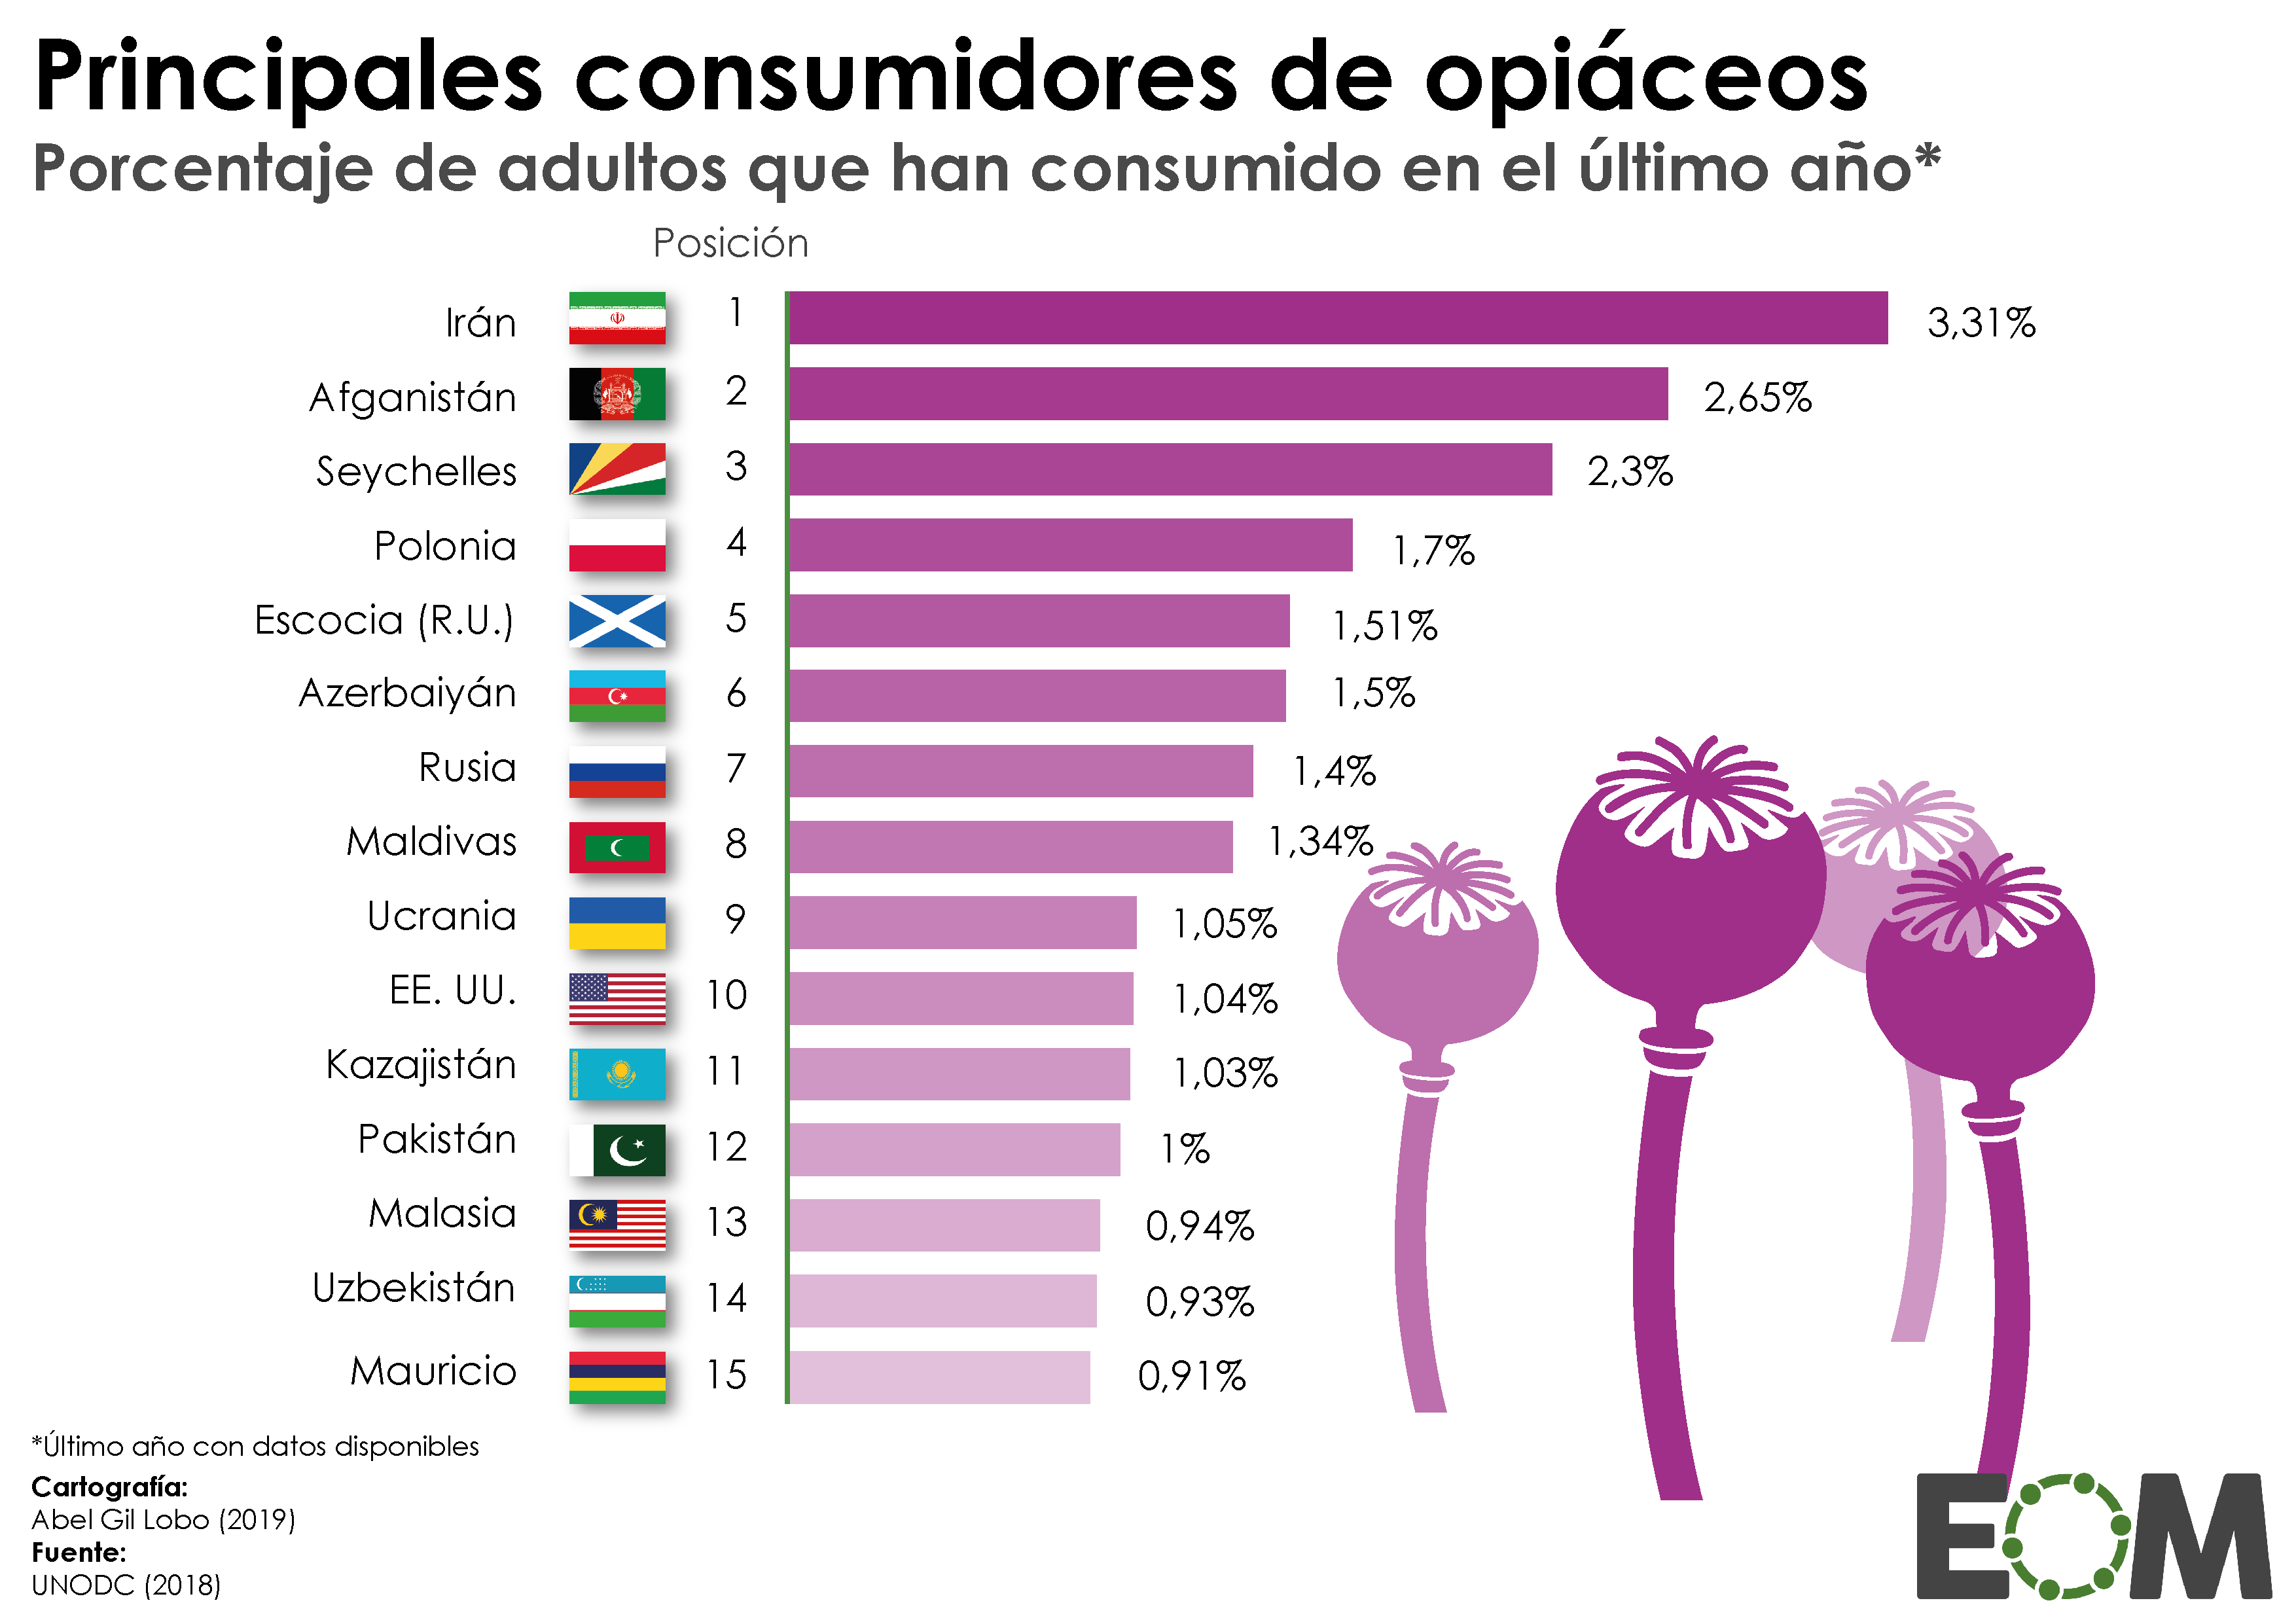 Principales consumidores de opiáceos
Porcentaje de adultos que han consumido en el último año*
Posición
Irán 1 3,31%
Afganistán 2 2,65%
Seychelles 3 2,3%
Polonia 4 1,7%
Escocia (R.U.) 5 1,51%
Azerbaiyán 6 1,5%
Rusia 7 1,4%
Maldivas 8 1,34%
Ucrania 9 1,05%
EE. UU. 10 1,04%
Kazajistán 11 1,03%
Pakistán 12 1%
Malasia 13 0,94%
Uzbekistán 14 0,93%
Mauricio 15 0,91%
*Último año con datos disponibles
Cartografía:
Abel Gil Lobo (2019)
Fuente:
UNODC (2018)
EOM